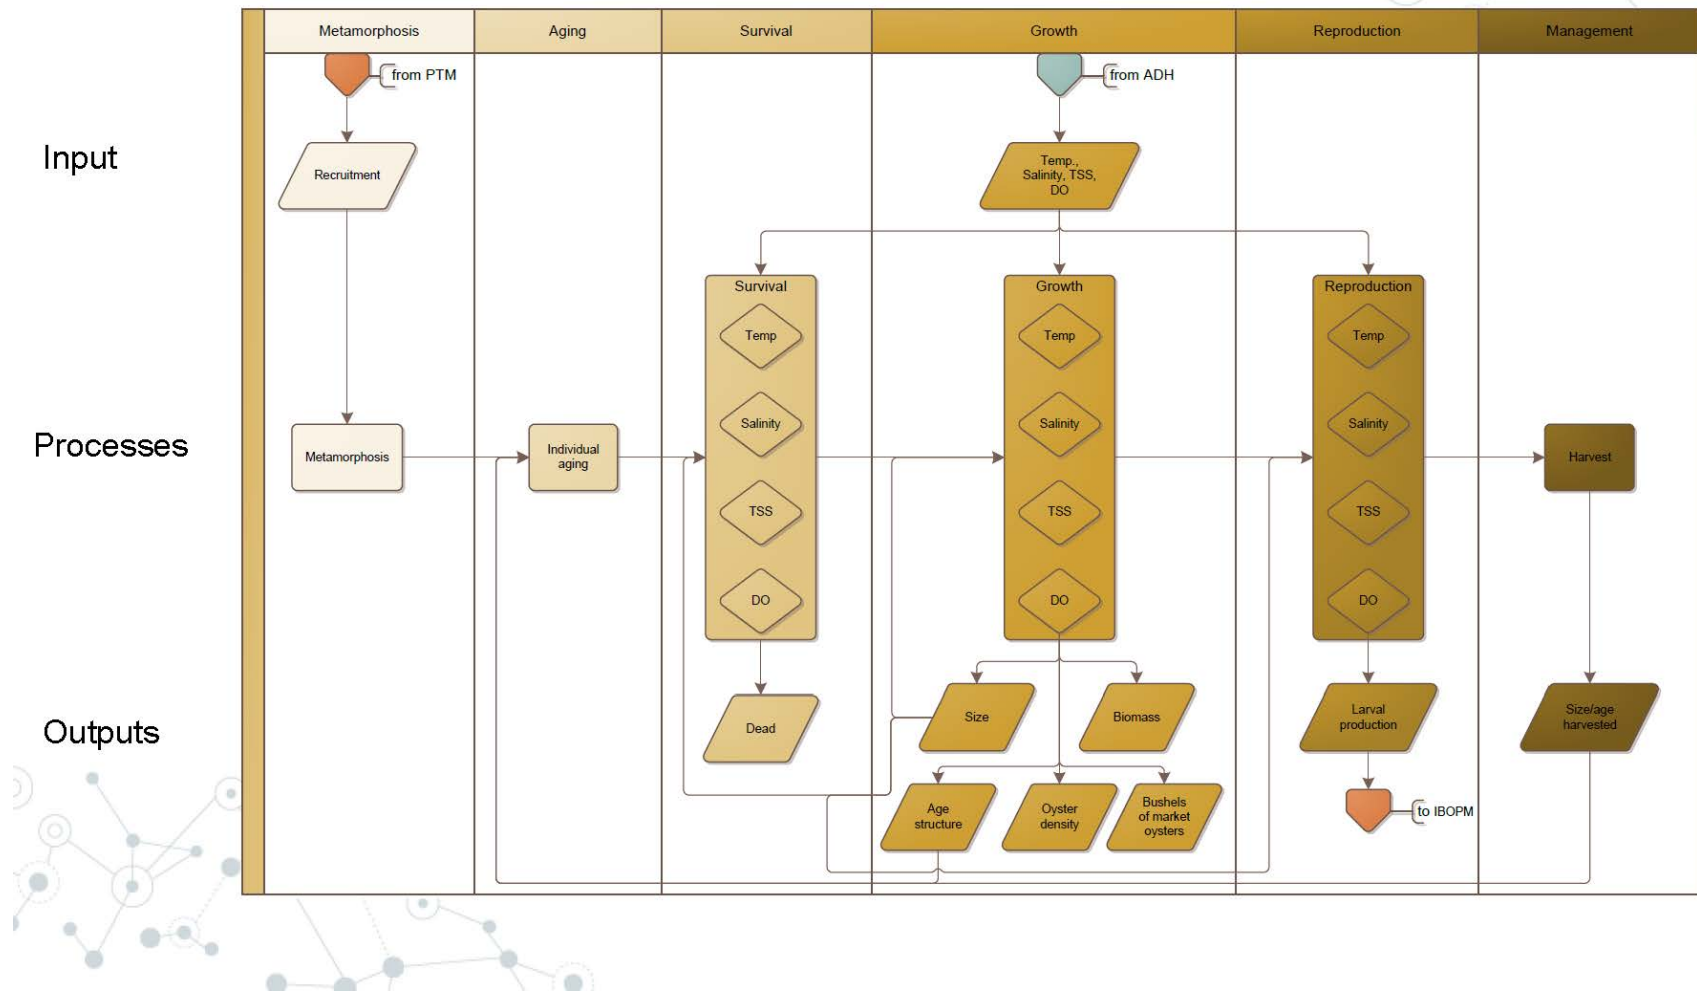 Metamorphosis
Aging
Survival
Growth
Reproduction
Management
from PTM
from ADH
Input
Recruitment
Temp.,
Salinity, TSS,
DO
Survival
Growth
Reproduction
Temp
Temp
Temp
Salinity
Salinity
Salinity
Processes
Metamorphosis
Individual
aging
Harvest
TSS
TSS
TSS
DO
DO
DO
Outputs
Dead
Size
Biomass
Larval
production
Size/age
harvested
Age
structure
Oyster
density
Bushels
of market
oysters
to IBOPM